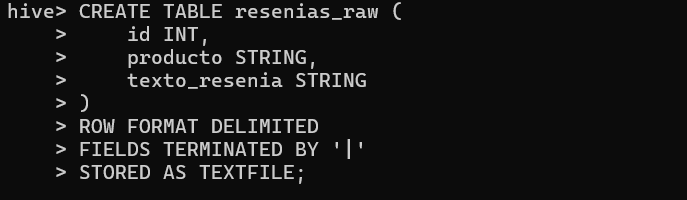 hive> CREATE TABLE resenias_raw (
    >     id INT,
    >     producto STRING,
    >     texto_resenia STRING
    > )
    > ROW FORMAT DELIMITED
    > FIELDS TERMINATED BY '|'
    > STORED AS TEXTFILE;